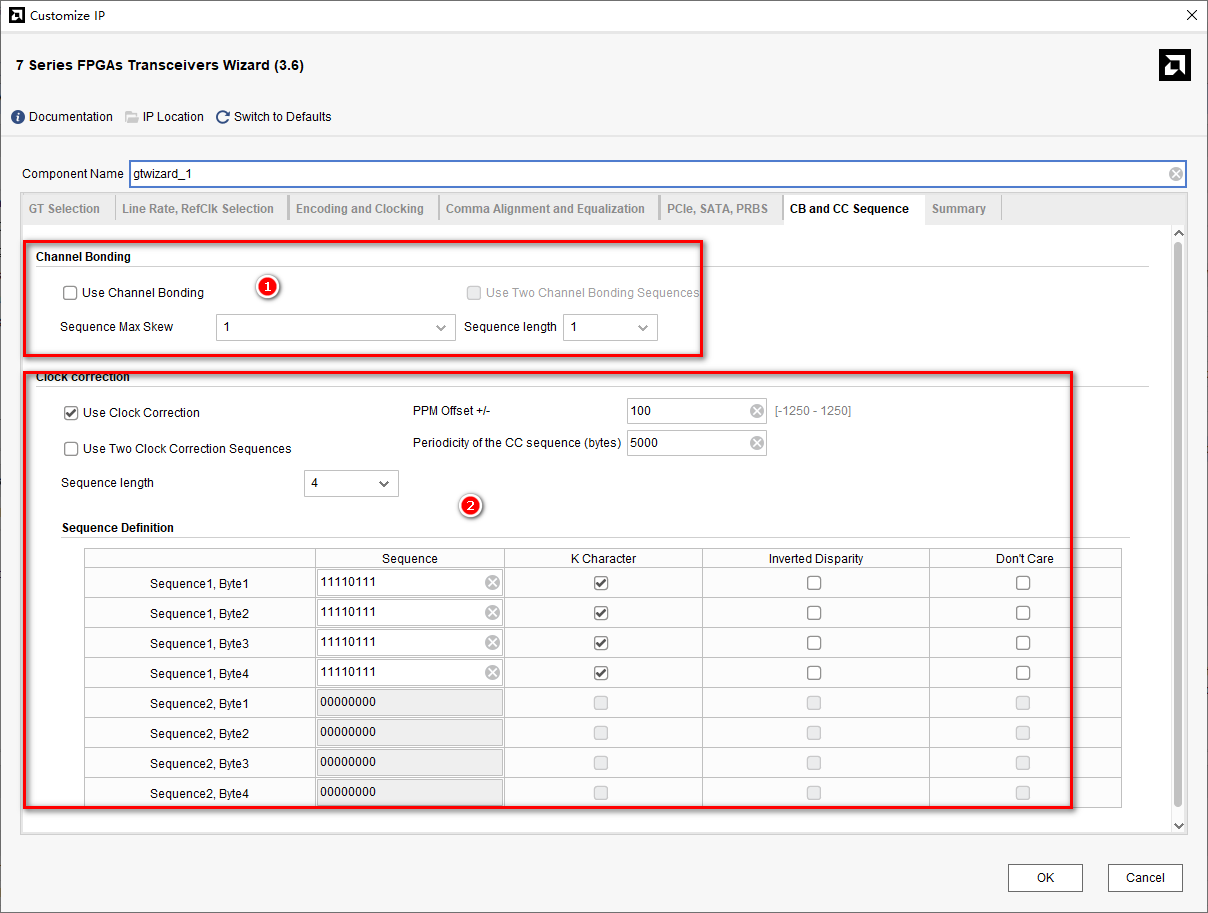 Customize IP
7 Series FPGAs Transceivers Wizard (3.6)
Documentation IP Location Switch to Defaults
Component Name gtwizard_1
GT Selection Line Rate, RefClk Selection Encoding and Clocking Comma Alignment and Equalization PCIe, SATA, PRBS CB and CC Sequence Summary
Channel Bonding
Use Channel Bonding 1 Use Two Channel Bonding Sequences
Sequence Max Skew 1 Sequence length 1
Clock correction
Use Clock Correction PPM Offset +/- 100 [-1250 - 1250]
Use Two Clock Correction Sequences Periodicity of the CC sequence (bytes) 5000
Sequence length 4
2
Sequence Definition
Sequence K Character Inverted Disparity Don't Care
Sequence1, Byte1 11110111
Sequence1, Byte2 11110111
Sequence1, Byte3 11110111
Sequence1, Byte4 11110111
Sequence2, Byte1 00000000
Sequence2, Byte2 00000000
Sequence2, Byte3 00000000
Sequence2, Byte4 00000000
OK Cancel